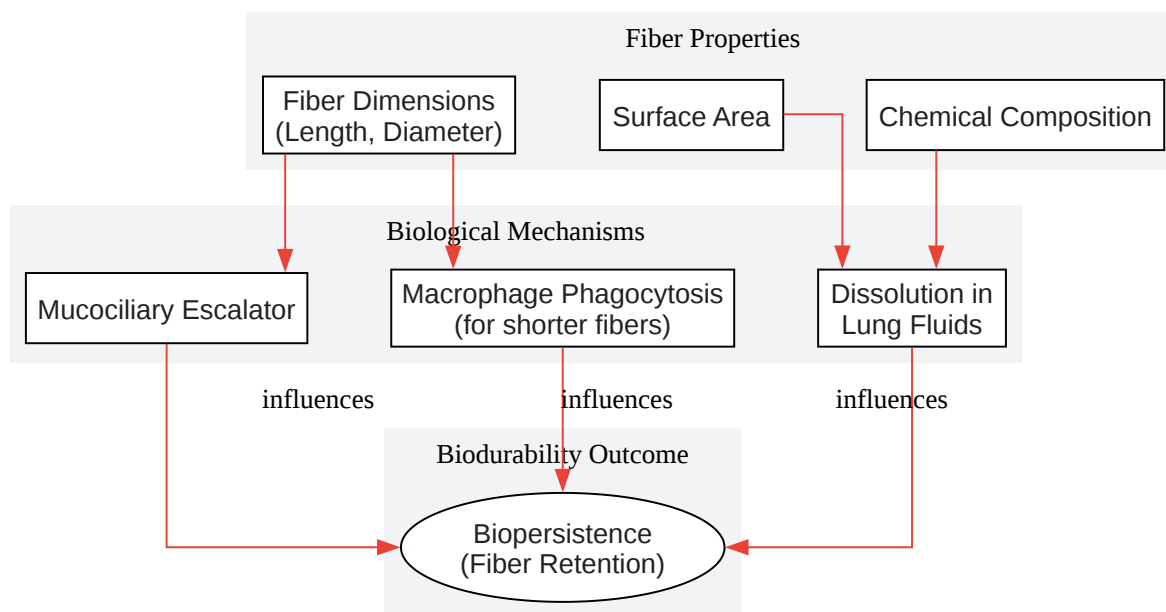 Fiber Properties
Fiber Dimensions
(Length, Diameter)
Surface Area
Chemical Composition
Biological Mechanisms
Mucociliary Escalator
Macrophage Phagocytosis
(for shorter fibers)
Dissolution in
Lung Fluids
influences
influences
influences
Biodurability Outcome
Biopersistence
(Fiber Retention)